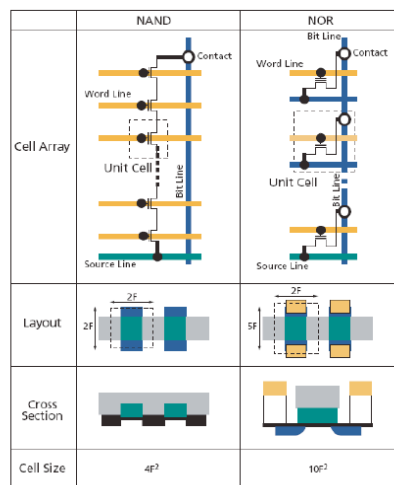 NAND NOR
Cell Array
Contact
Word Line
Unit Cell
Bit Line
Source Line
Bit Line
Contact
Word Line
Unit Cell
Bit Line
Source Line
Layout
2F
2F
2F
5F
Cross
Section
Cell Size 4F² 10F²